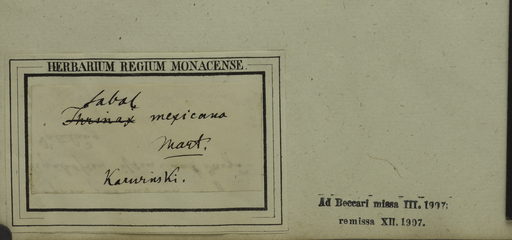 HERBARIUM REGIUM MONACENSE
Sabal
Thrinax mexicana
Mart.
Karwinski.
Ad Beccari missa III. 1907;
remissa XII. 1907.